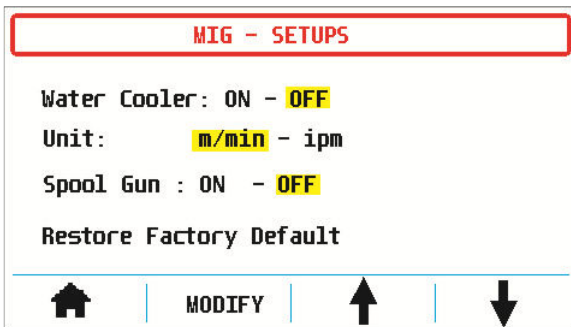 MIG - SETUPS
Water Cooler: ON - OFF
Unit: m/min - ipm
Spool Gun : ON - OFF
Restore Factory Default
MODIFY